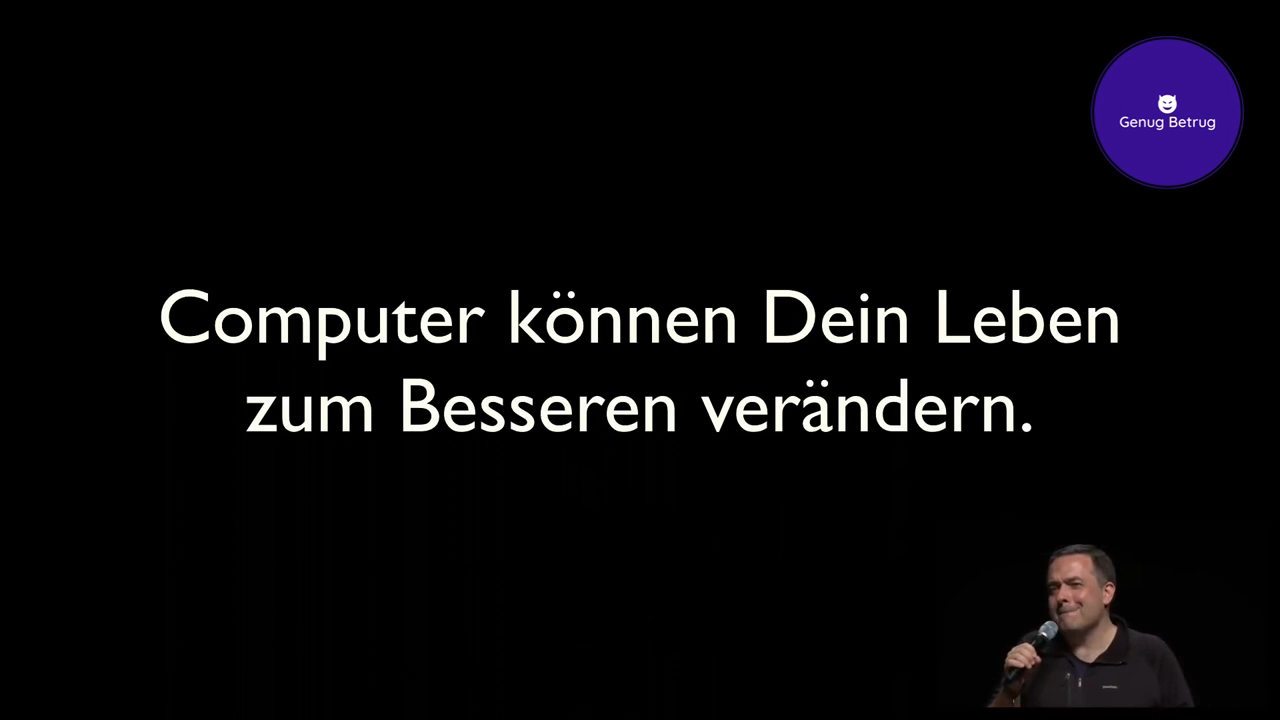 Genug Betrug
Computer können Dein Leben
zum Besseren verändern.